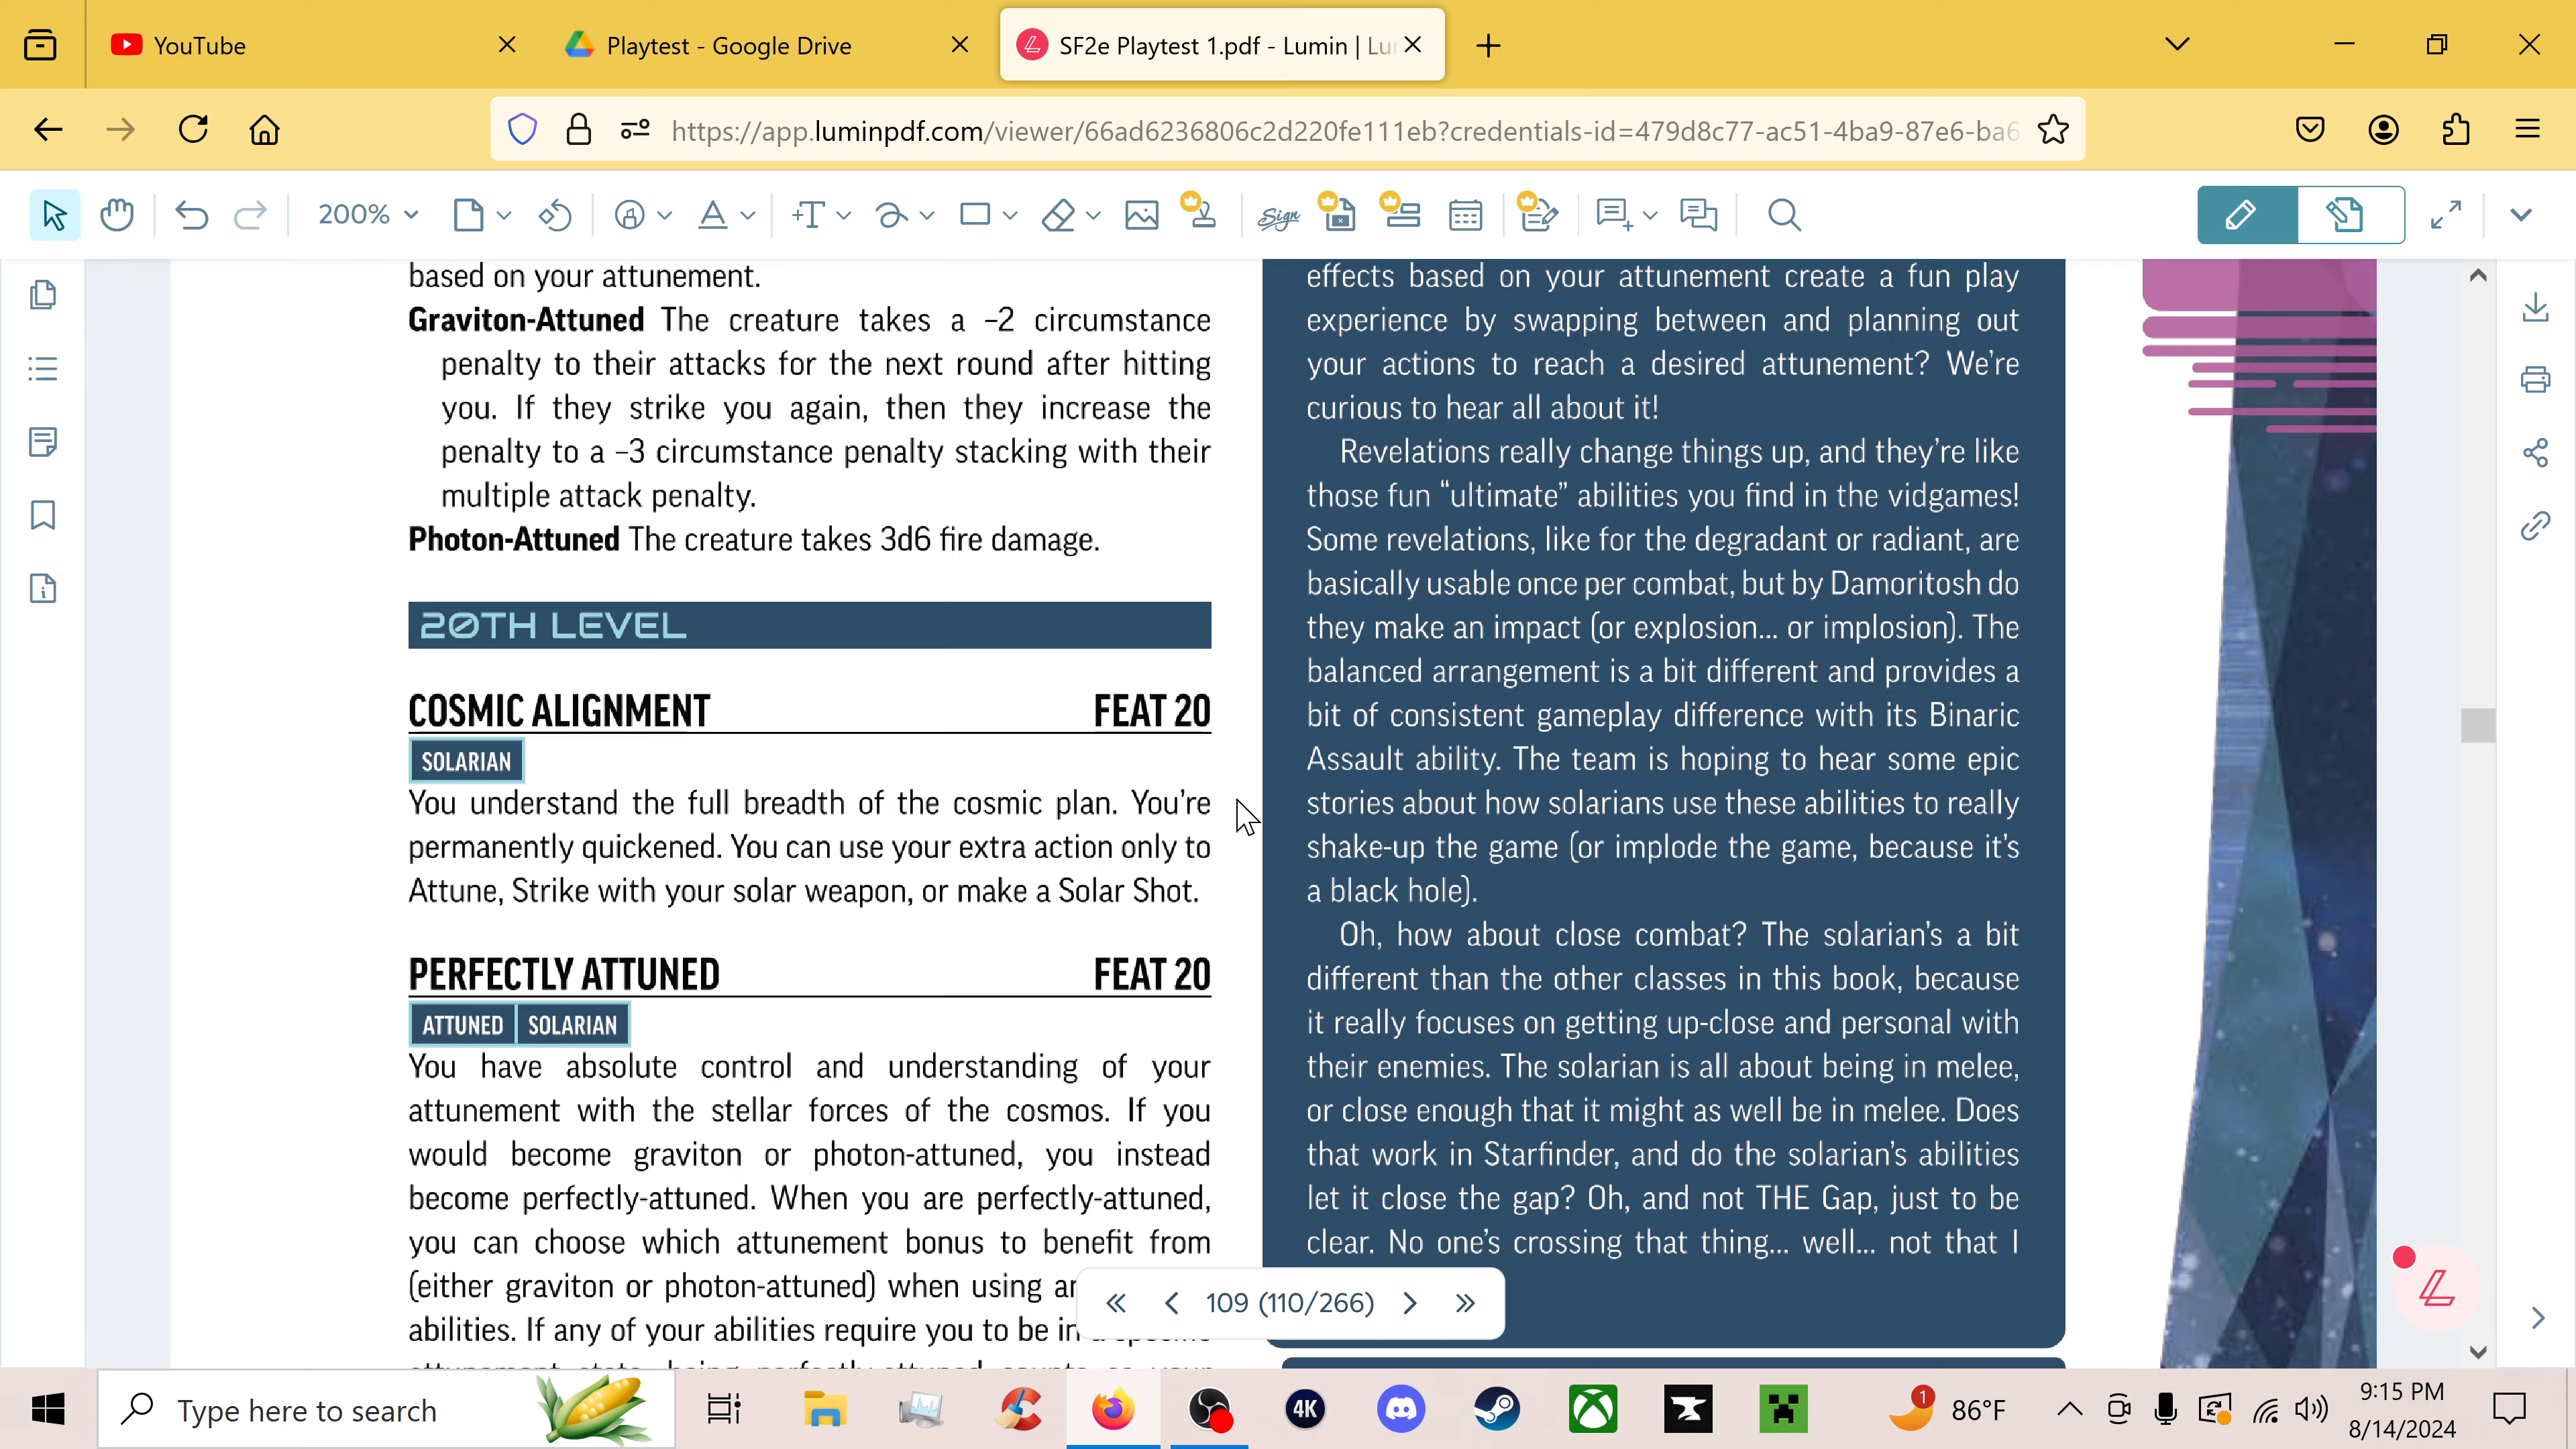 YouTube
Playtest - Google Drive
SF2e Playtest 1.pdf - Lumin | Lu
https://app.luminpdf.com/viewer/66ad6236806c2d220fe111eb?credentials-id=479d8c77-ac51-4ba9-87e6-ba6
200%
Sign
based on your attunement.
Graviton-Attuned The creature takes a –2 circumstance
penalty to their attacks for the next round after hitting
you. If they strike you again, then they increase the
penalty to a –3 circumstance penalty stacking with their
multiple attack penalty.
Photon-Attuned The creature takes 3d6 fire damage.
20TH LEVEL
COSMIC ALIGNMENT FEAT 20
SOLARIAN
You understand the full breadth of the cosmic plan. You're
permanently quickened. You can use your extra action only to
Attune, Strike with your solar weapon, or make a Solar Shot.
PERFECTLY ATTUNED FEAT 20
ATTUNED SOLARIAN
You have absolute control and understanding of your
attunement with the stellar forces of the cosmos. If you
would become graviton or photon-attuned, you instead
become perfectly-attuned. When you are perfectly-attuned,
you can choose which attunement bonus to benefit from
(either graviton or photon-attuned) when using
abilities. If any of your abilities require you to be
effects based on your attunement create a fun play
experience by swapping between and planning out
your actions to reach a desired attunement? We're
curious to hear all about it!
Revelations really change things up, and they're like
those fun “ultimate” abilities you find in the vidgames!
Some revelations, like for the degradant or radiant, are
basically usable once per combat, but by Damoritosh do
they make an impact (or explosion... or implosion). The
balanced arrangement is a bit different and provides a
bit of consistent gameplay difference with its Binaric
Assault ability. The team is hoping to hear some epic
stories about how solarians use these abilities to really
shake-up the game (or implode the game, because it's
a black hole).
Oh, how about close combat? The solarian's a bit
different than the other classes in this book, because
it really focuses on getting up-close and personal with
their enemies. The solarian is all about being in melee,
or close enough that it might as well be in melee. Does
that work in Starfinder, and do the solarian's abilities
let it close the gap? Oh, and not THE Gap, just to be
clear. No one's crossing that thing... well... not that I
109 (110/266)
Type here to search
4K
1
86°F
9:15 PM
8/14/2024